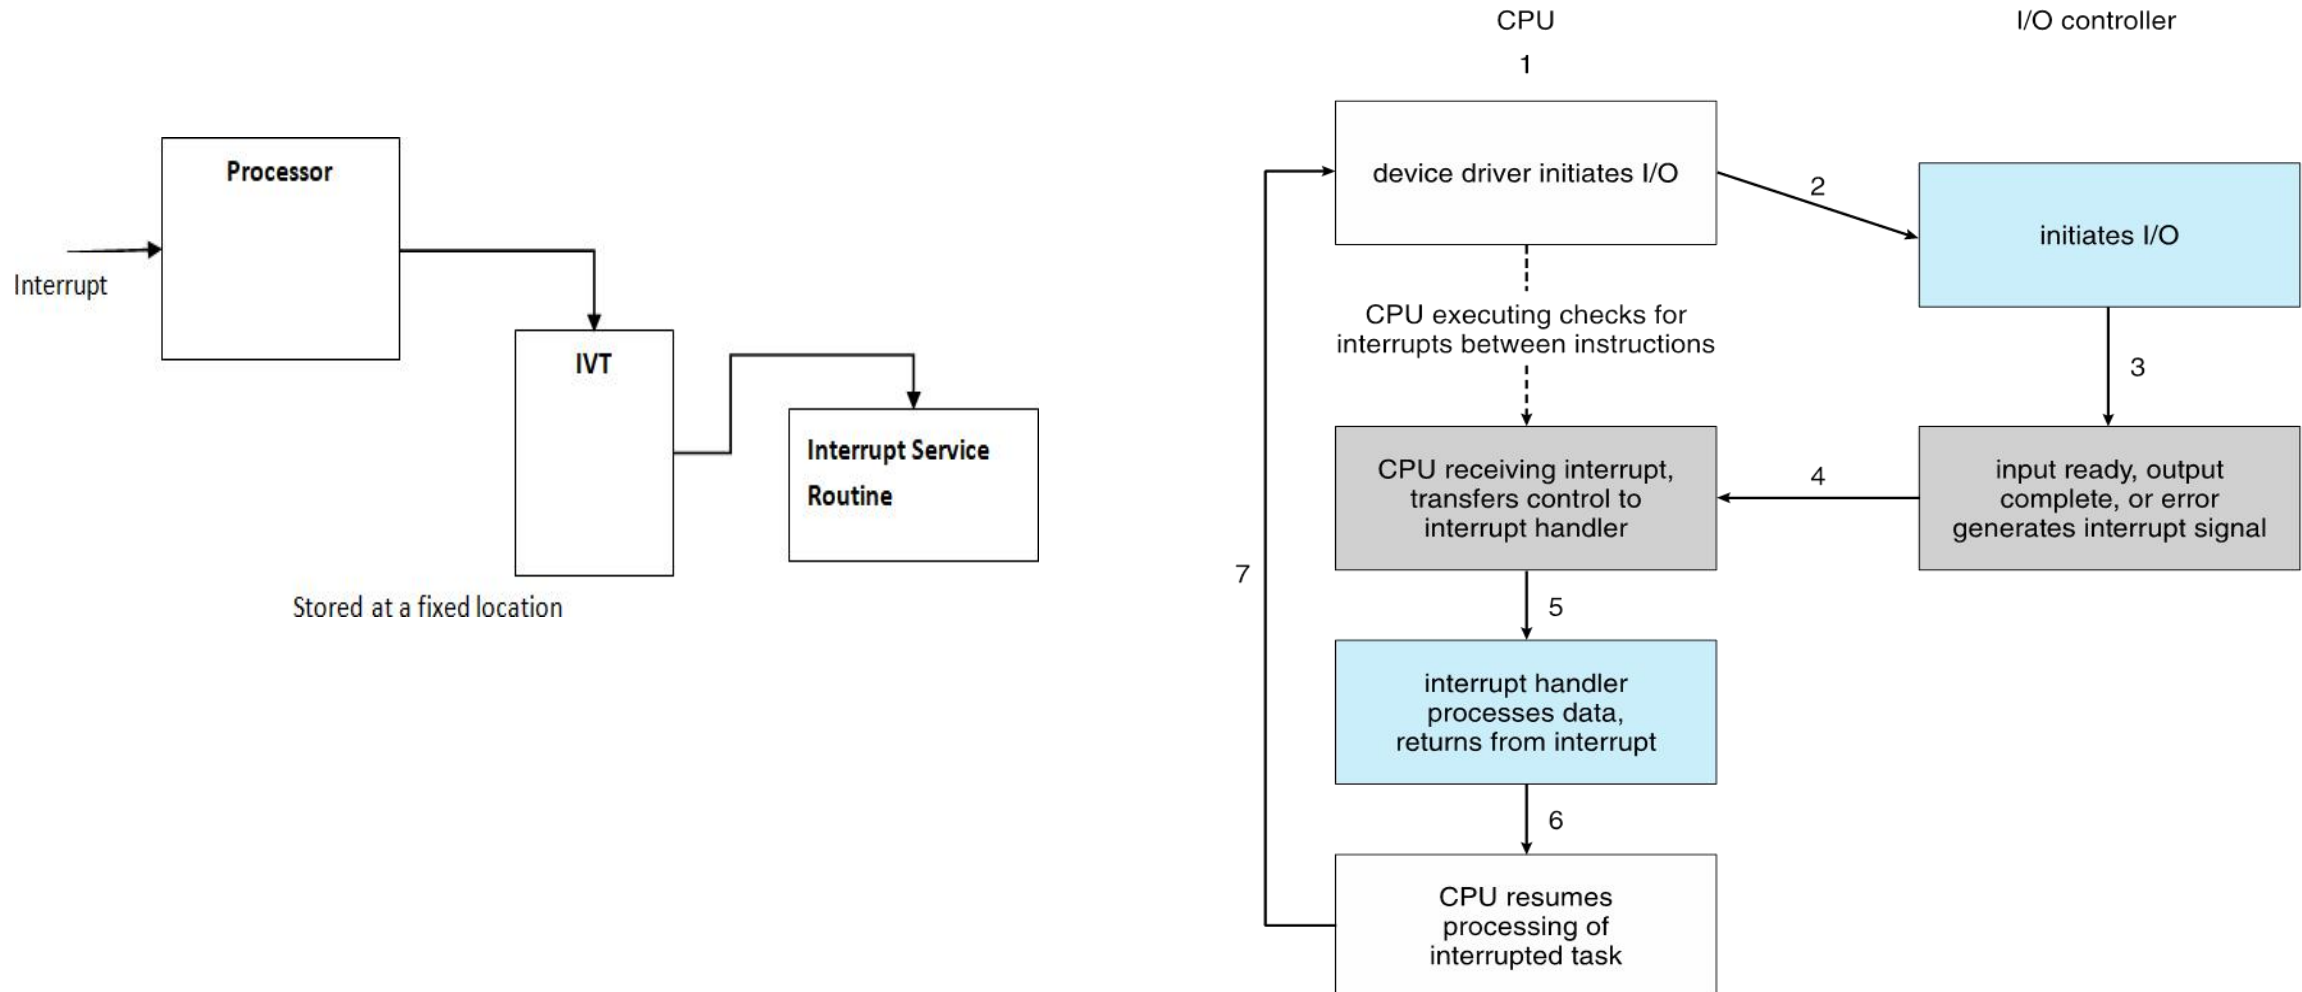 Processor
Interrupt
IVT
Interrupt Service
Routine
Stored at a fixed location
CPU
I/O controller
1
device driver initiates I/O
2
initiates I/O
CPU executing checks for
interrupts between instructions
3
CPU receiving interrupt,
transfers control to
interrupt handler
4
input ready, output
complete, or error
generates interrupt signal
7
5
interrupt handler
processes data,
returns from interrupt
6
CPU resumes
processing of
interrupted task